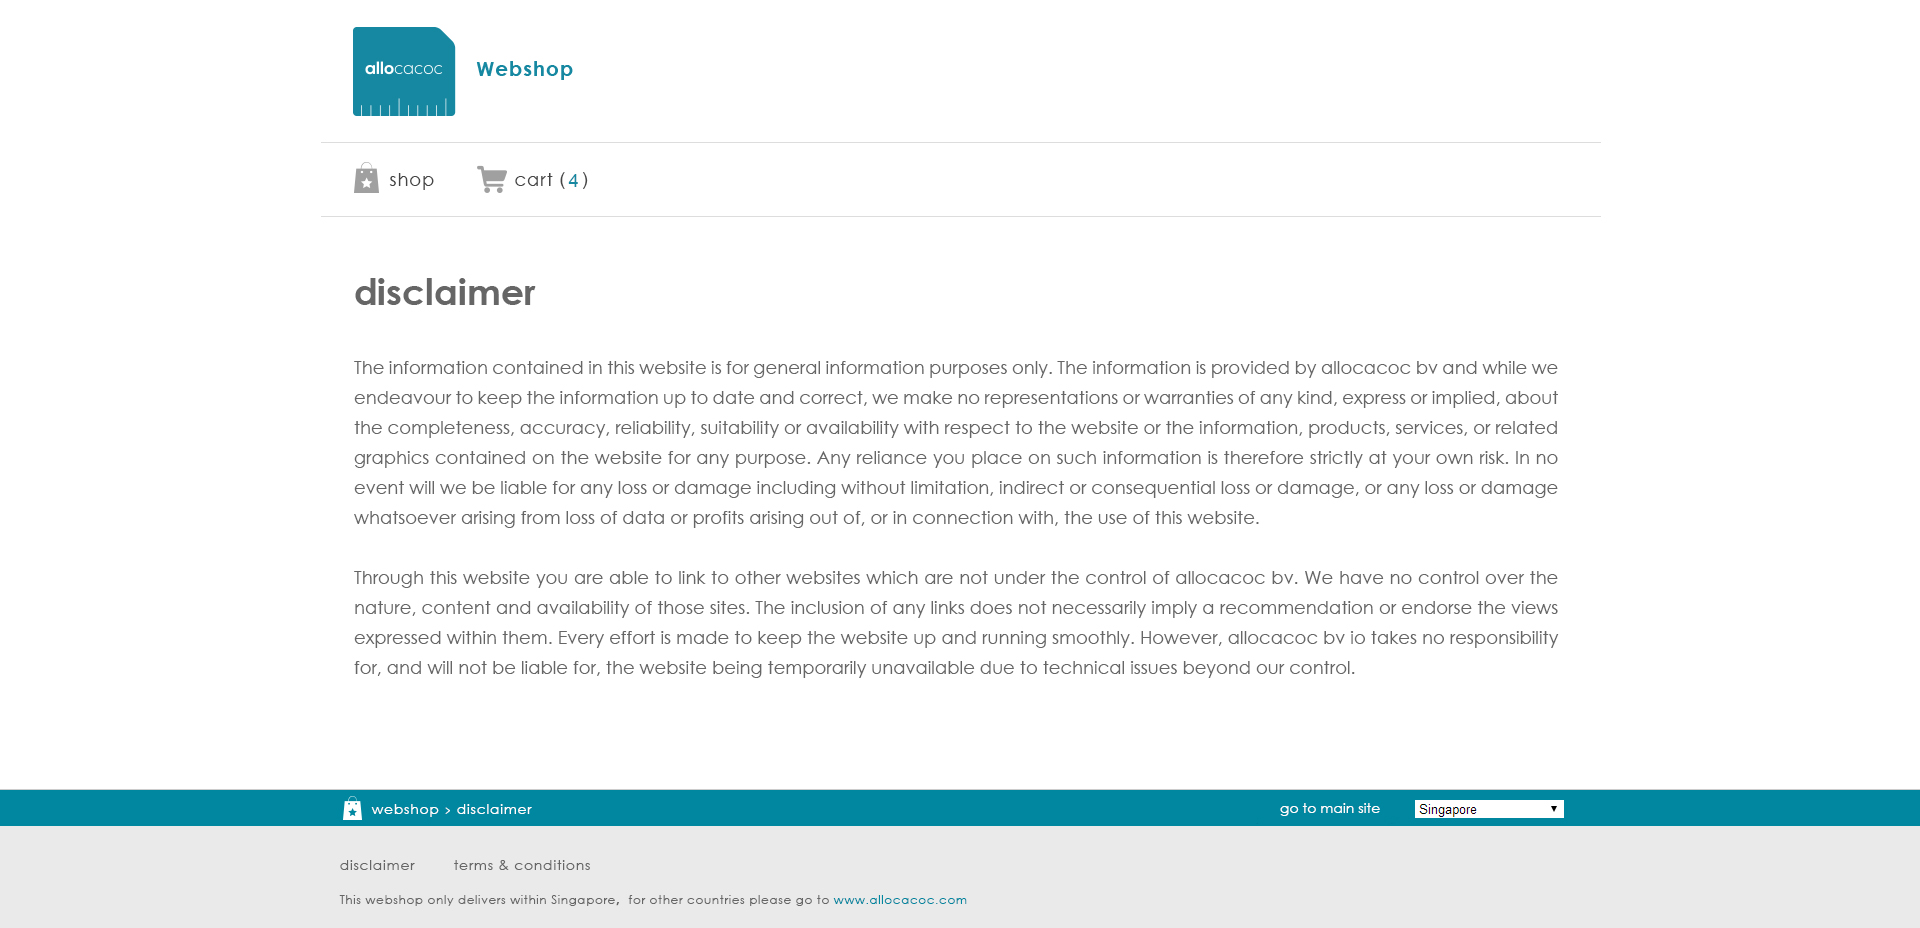 allocacoc
Webshop
shop
cart (4)
disclaimer
The information contained in this website is for general information purposes only. The information is provided by allocacoc bv and while we
endeavour to keep the information up to date and correct, we make no representations or warranties of any kind, express or implied, about
the completeness, accuracy, reliability, suitability or availability with respect to the website or the information, products, services, or related
graphics contained on the website for any purpose. Any reliance you place on such information is therefore strictly at your own risk. In no
event will we be liable for any loss or damage including without limitation, indirect or consequential loss or damage, or any loss or damage
whatsoever arising from loss of data or profits arising out of, or in connection with, the use of this website.
Through this website you are able to link to other websites which are not under the control of allocacoc bv. We have no control over the
nature, content and availability of those sites. The inclusion of any links does not necessarily imply a recommendation or endorse the views
expressed within them. Every effort is made to keep the website up and running smoothly. However, allocacoc bv io takes no responsibility
for, and will not be liable for, the website being temporarily unavailable due to technical issues beyond our control.
webshop > disclaimer
go to main site
Singapore
disclaimer
terms & conditions
This webshop only delivers within Singapore, for other countries please go to www.allocacoc.com